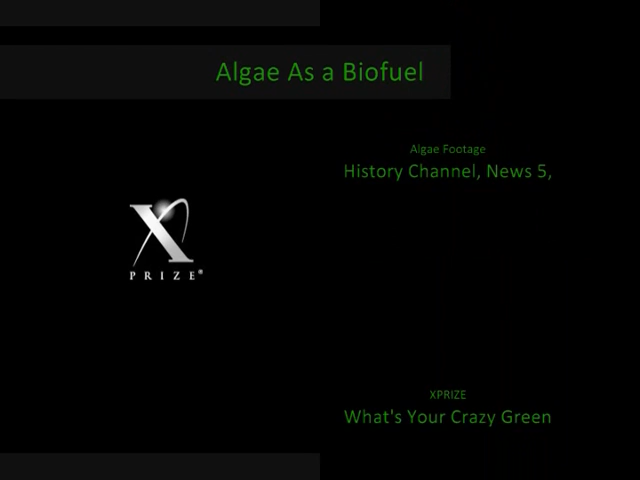 Algae As a Biofuel
Algae Footage
History Channel, News 5,
X
PRIZE®
XPRIZE
What's Your Crazy Green